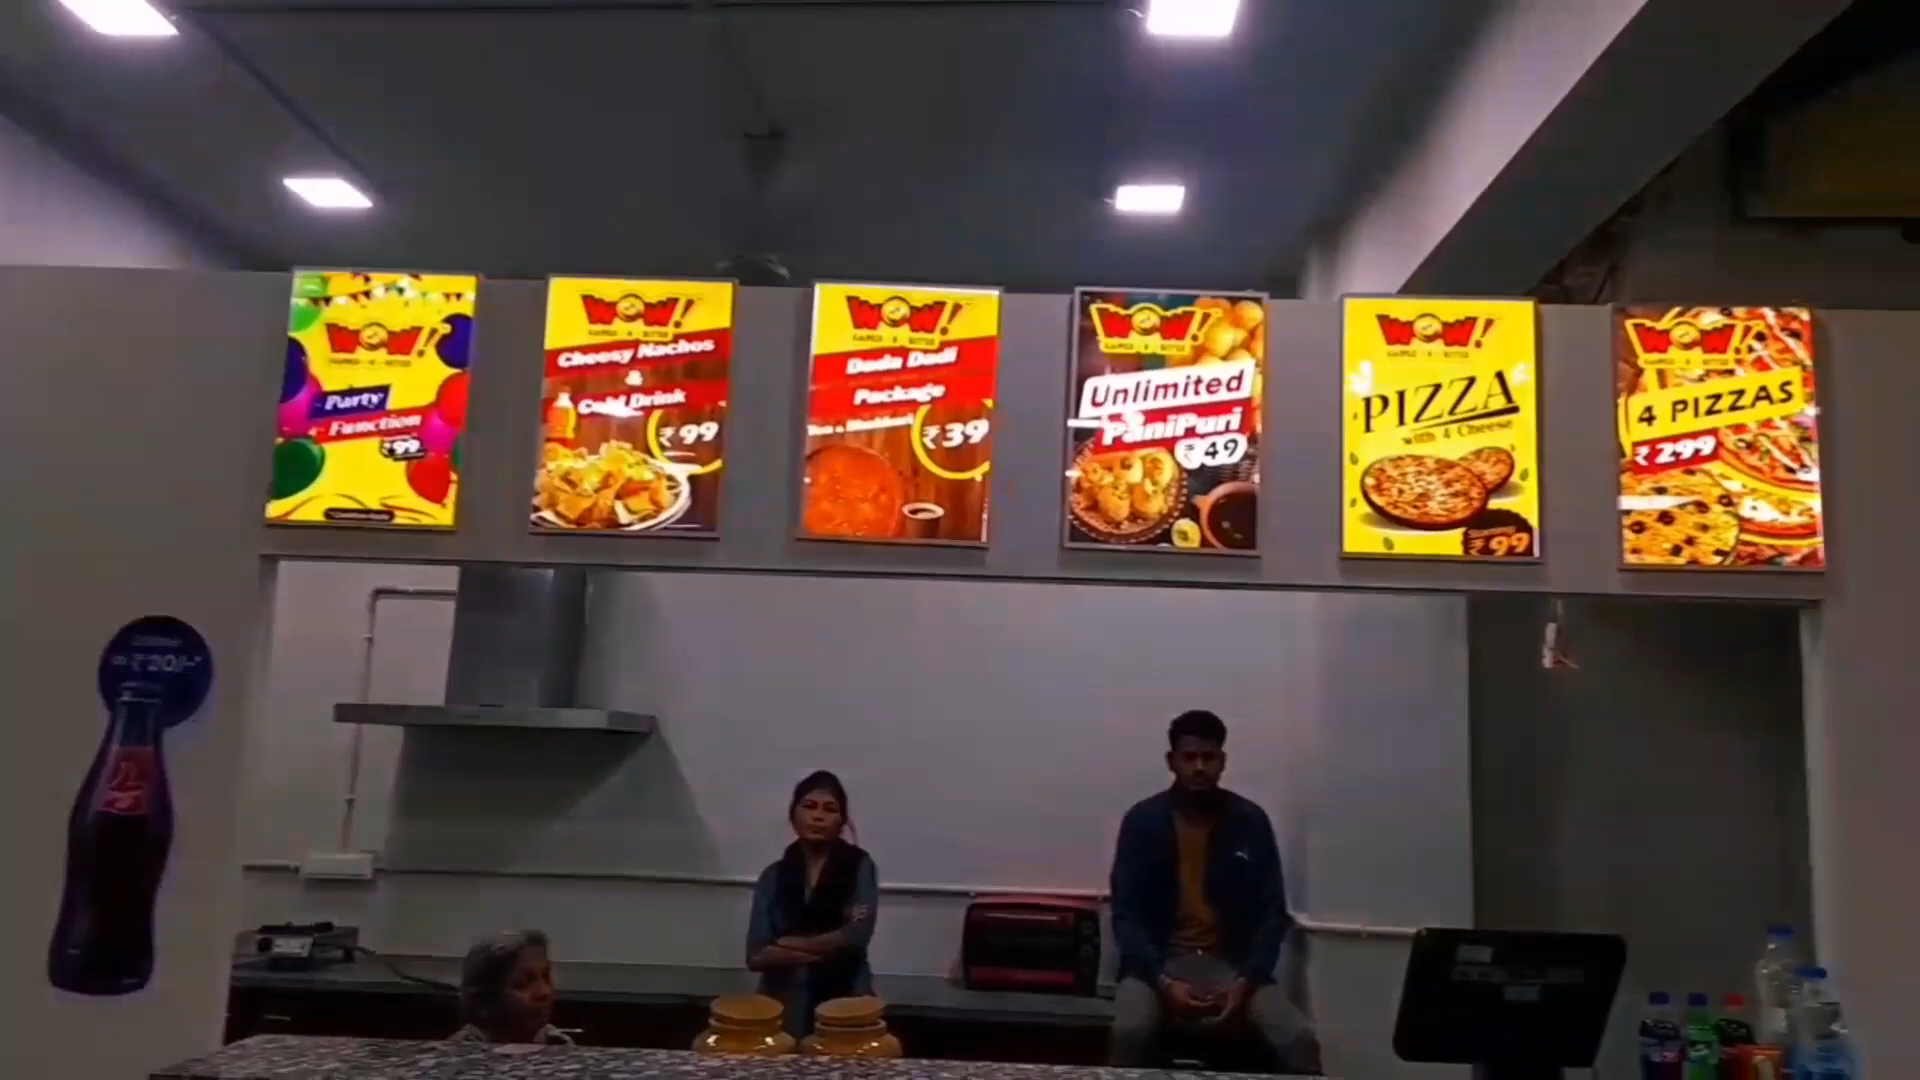 WOW!
Party
Function
₹99
WOW!
Cheesy Nachos
&
Cold Drink
₹99
WOW!
Dada Dadi
Package
₹39
WOW!
Unlimited
PaniPuri
₹49
WOW!
PIZZA
with 4 Cheese
₹99
WOW!
4 PIZZAS
₹299
₹20/-*